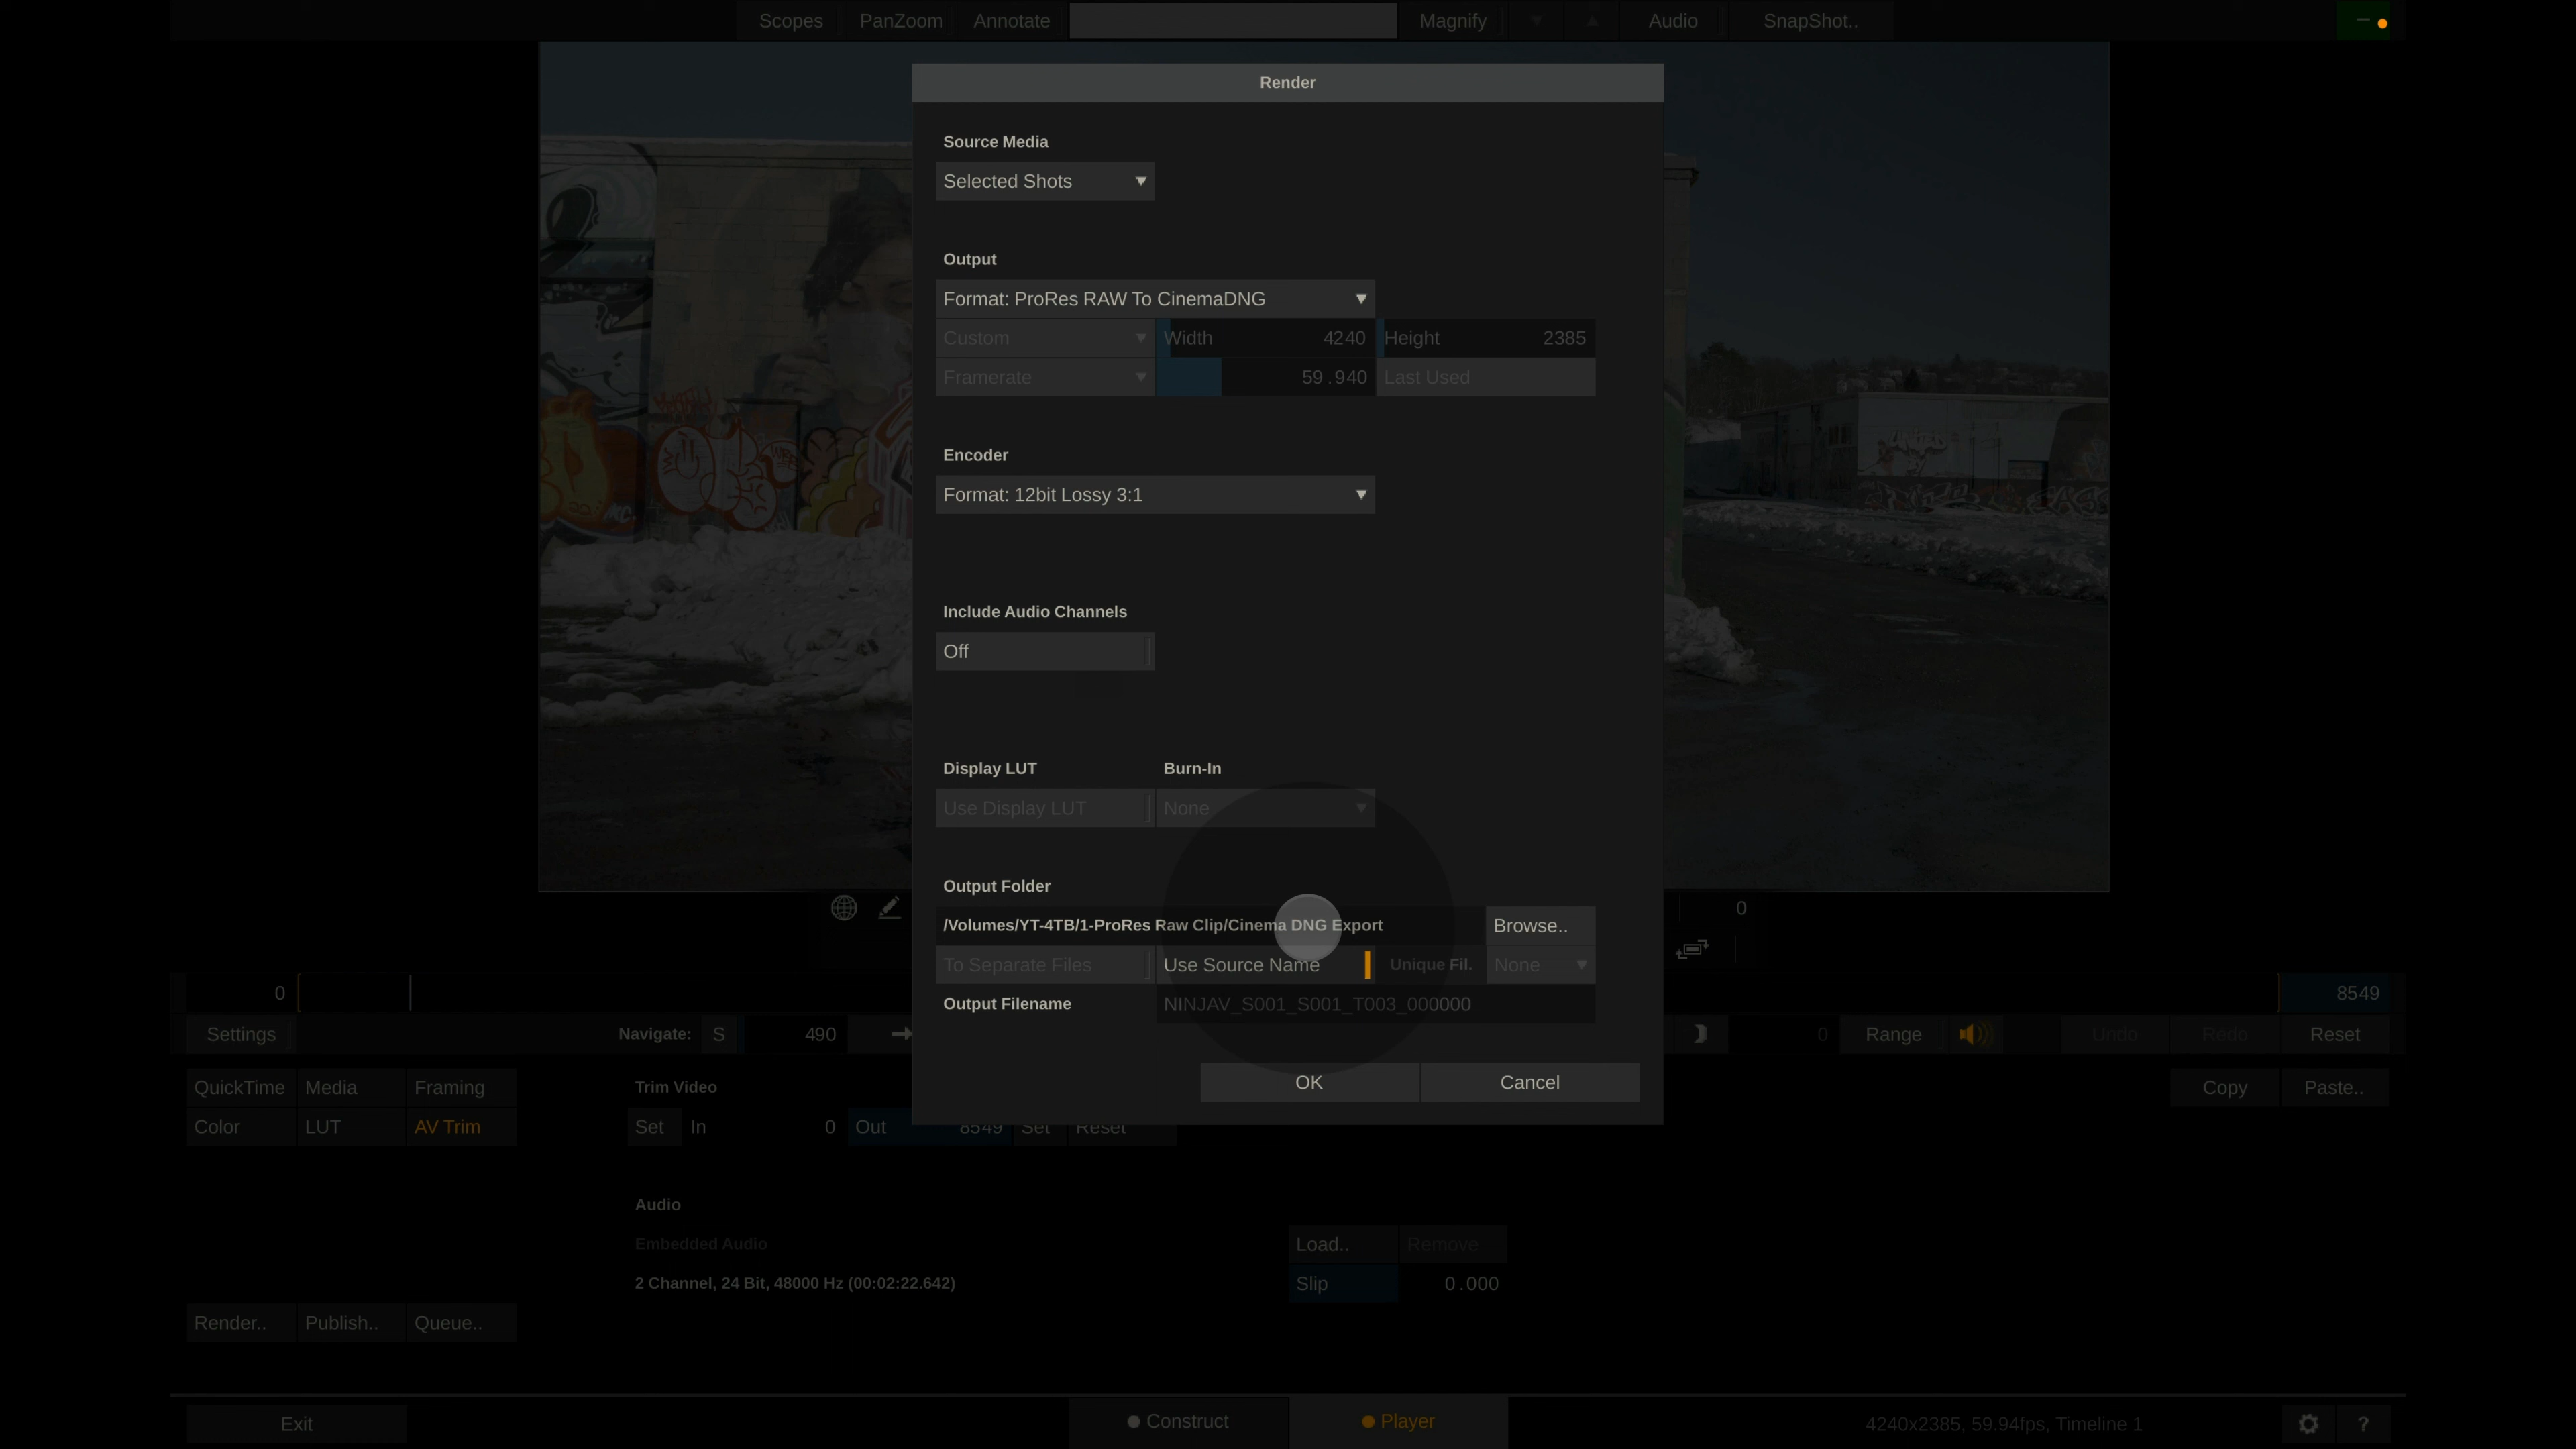 Scopes PanZoom Annotate Magnify Audio SnapShot..
Render
Source Media
Selected Shots
Output
Format: ProRes RAW To CinemaDNG
Custom Width 4240 Height 2385
Framerate 59.940 Last Used
Encoder
Format: 12bit Lossy 3:1
Include Audio Channels
Off
Display LUT Burn-In
Use Display LUT None
Output Folder
/Volumes/YT-4TB/1-ProRes Raw Clip/Cinema DNG Export Browse..
0
To Separate Files Use Source Name Unique Fil. None
Output Filename NINJAV_S001_S001_T003_000000
OK Cancel
0 8549
Settings Navigate: S 490 0 Range Undo Redo Reset
QuickTime Media Framing Trim Video Copy Paste..
Color LUT AV Trim Set In 0 Out 8549 Set Reset
Audio
Embedded Audio Load.. Remove
2 Channel, 24 Bit, 48000 Hz (00:02:22.642) Slip 0.000
Render.. Publish.. Queue..
Exit Construct Player 4240x2385, 59.94fps, Timeline 1 ?